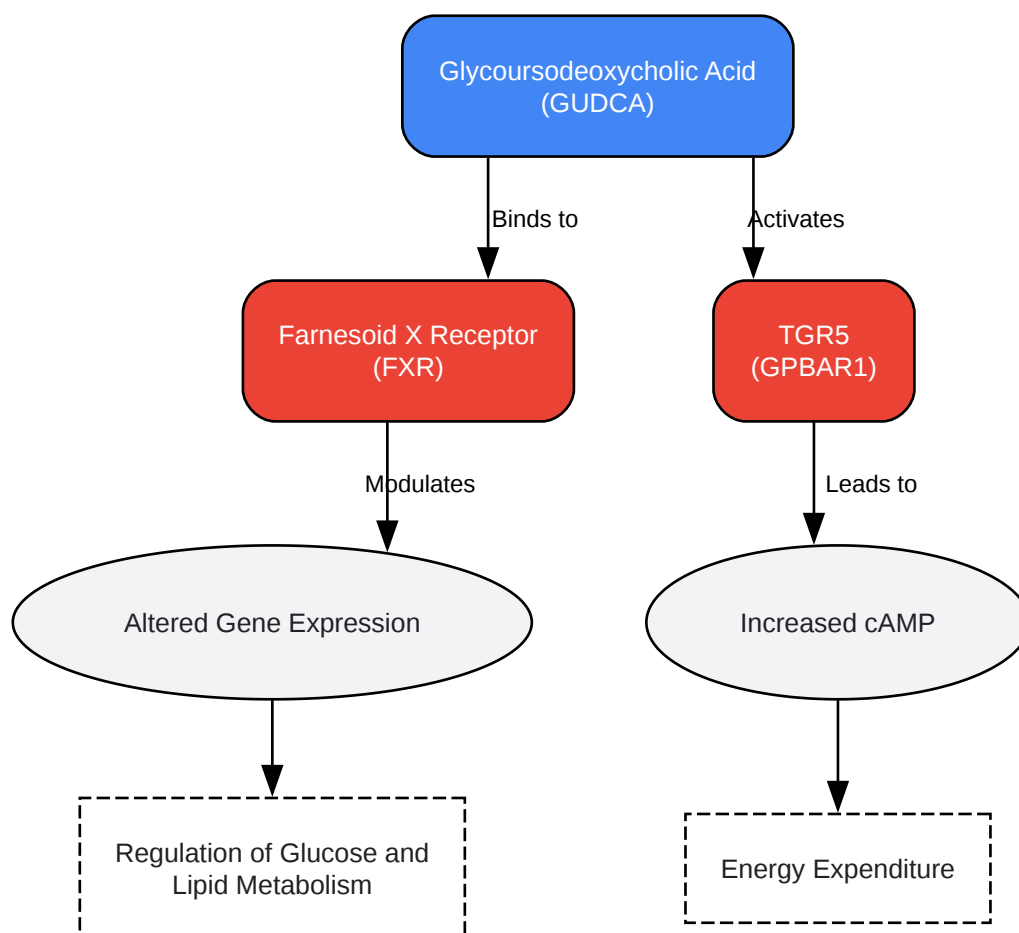 Glycoursodeoxycholic Acid
(GUDCA)
Binds to
Activates
Farnesoid X Receptor
(FXR)
TGR5
(GPBAR1)
Modulates
Leads to
Altered Gene Expression
Increased cAMP
Regulation of Glucose and
Lipid Metabolism
Energy Expenditure